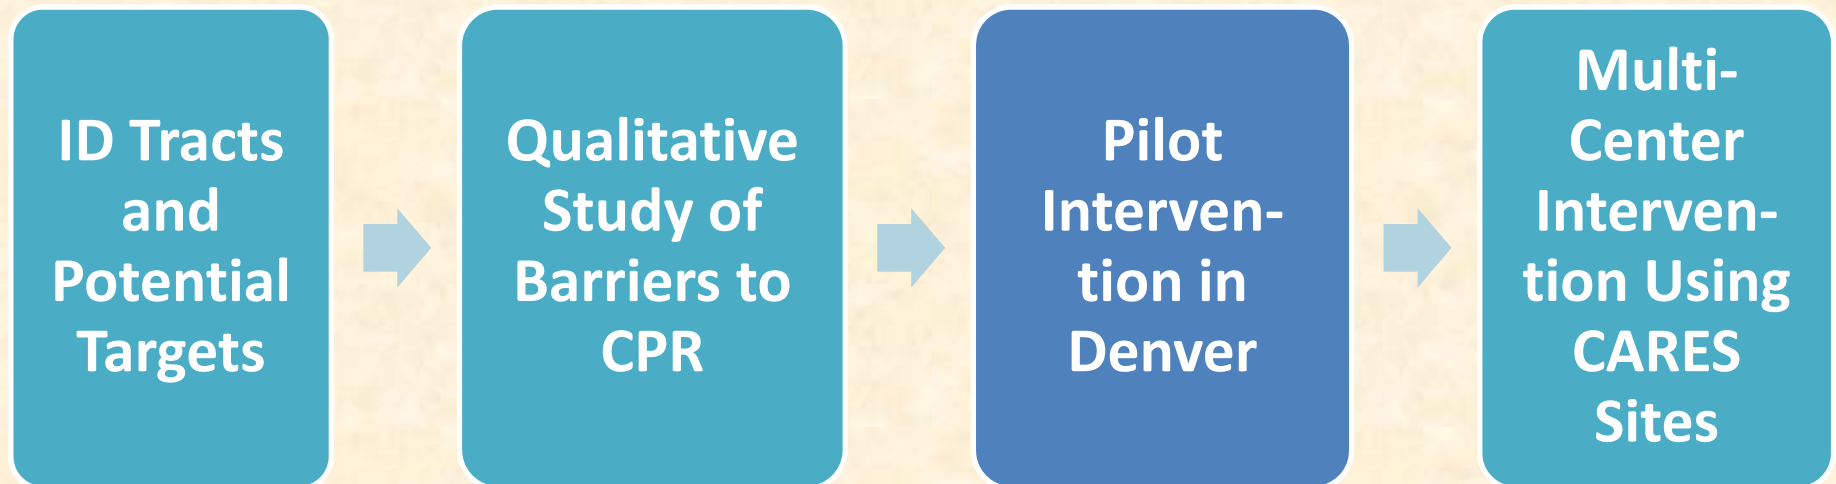 ID Tracts
and
Potential
Targets
Qualitative
Study of
Barriers to
CPR
Pilot
Interven-
tion in
Denver
Multi-
Center
Interven-
tion Using
CARES
Sites